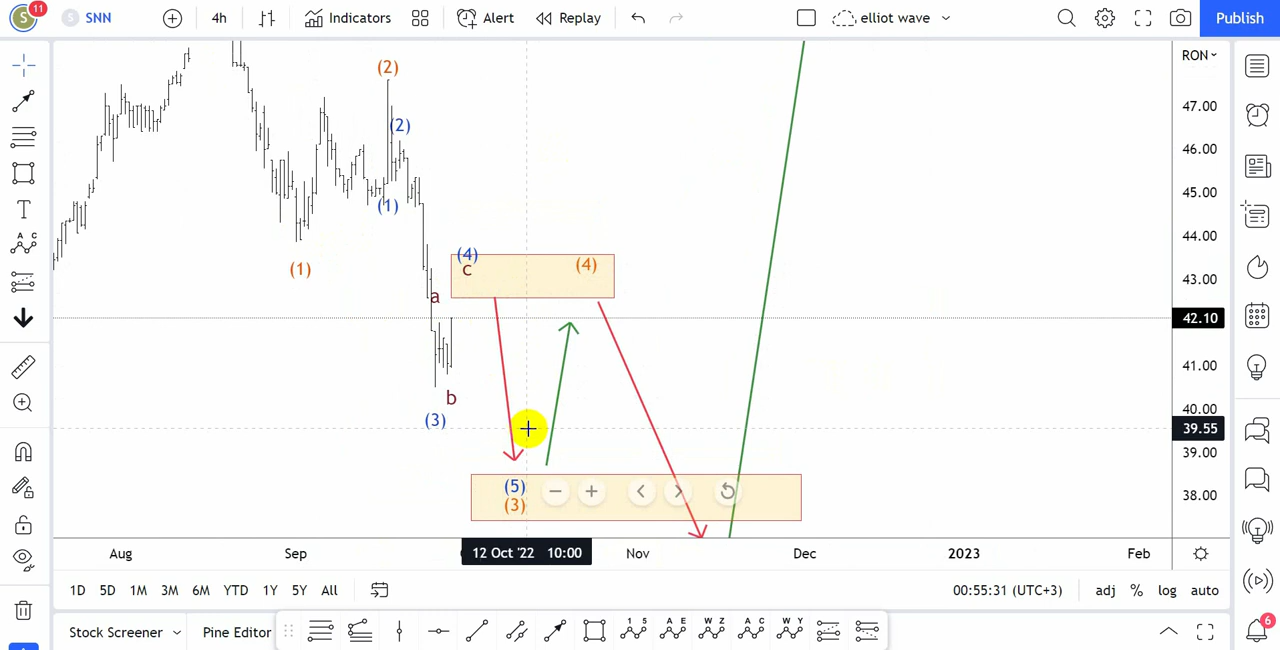 S 11 S SNN 4h Indicators Alert Replay elliot wave Publish
RON
47.00
46.00
45.00
44.00
43.00
42.10
41.00
40.00
39.55
39.00
38.00
(2)
(2)
(1)
(1)
(4)
c
(4)
a
b
(3)
(5)
(3)
Aug Sep 12 Oct '22 10:00 Nov Dec 2023 Feb
1D 5D 1M 3M 6M YTD 1Y 5Y All 00:55:31 (UTC+3) adj % log auto
Stock Screener Pine Editor 1 5 A E W Z A C W Y 6
T
A C